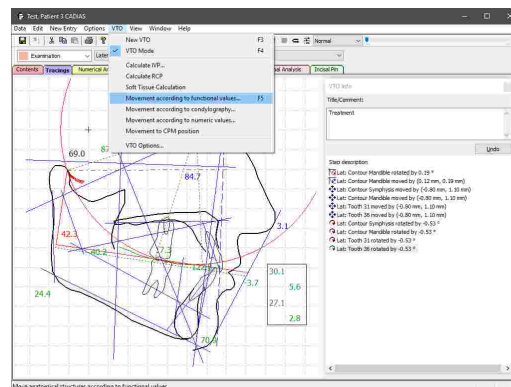 Test, Patient 3 CADIAS
Data Edit New Entry Options VTO View Window Help
Normal
Examination
Later
New VTO F3
VTO Mode F4
Calculate IVP...
Calculate RCP
Soft Tissue Calculation
Movement according to functional values... F5
Movement according to condylography...
Movement according to numeric values...
Movement to CPM position
VTO Options...
Contents Tracings Numerical An
al Analysis Incisal Pin
VTO Info
Title/Comment:
Treatment
Undo
Step description
Lat: Contour Mandible rotated by 0.19 °
Lat: Contour Mandible moved by (0.12 mm, 0.19 mm)
Lat: Contour Symphysis moved by (-0.80 mm, 1.10 mm)
Lat: Contour Mandible moved by (-0.80 mm, 1.10 mm)
Lat: Tooth 31 moved by (-0.80 mm, 1.10 mm)
Lat: Tooth 36 moved by (-0.80 mm, 1.10 mm)
Lat: Contour Symphysis rotated by -0.53 °
Lat: Contour Mandible rotated by -0.53 °
Lat: Tooth 31 rotated by -0.53 °
Lat: Tooth 36 rotated by -0.53 °
69.0
87
84.7
3.1
42.3
40.2
7.3
-3.7
24.4
70.
30.1
5.6
27.1
2.8
Move anatomical structures according to functional values